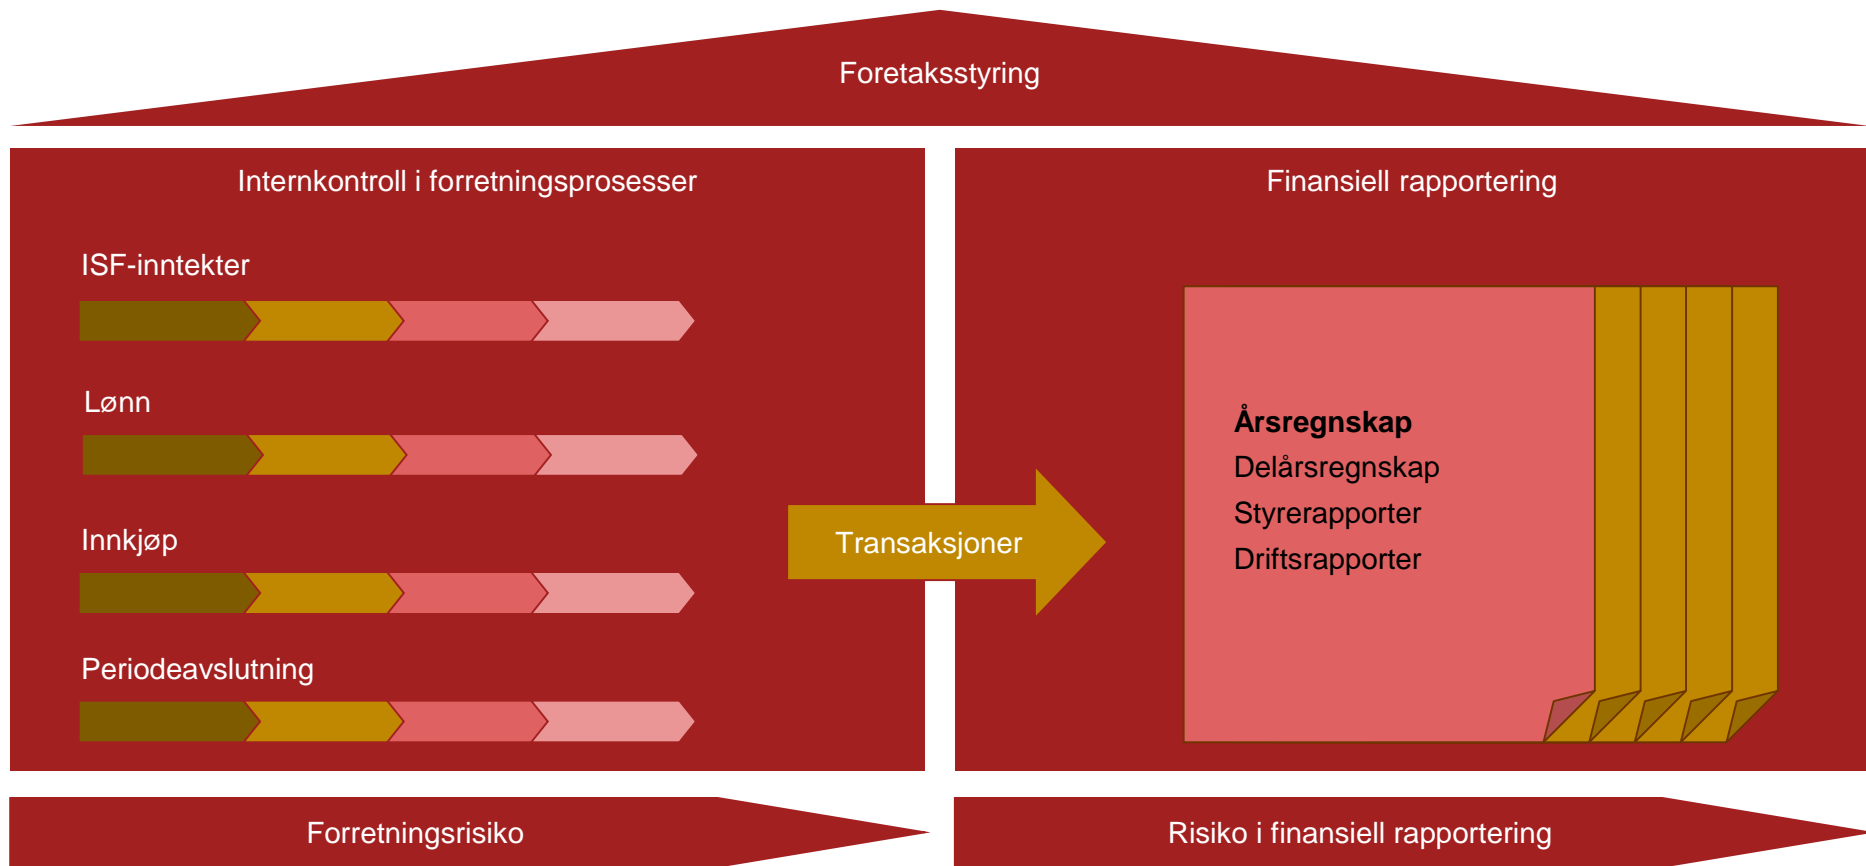 Foretaksstyring
Internkontroll i forretningsprosesser
ISF-inntekter
Lønn
Innkjøp
Periodeavslutning
Transaksjoner
Finansiell rapportering
Årsregnskap
Delårsregnskap
Styrerapporter
Driftsrapporter
Forretningsrisiko
Risiko i finansiell rapportering